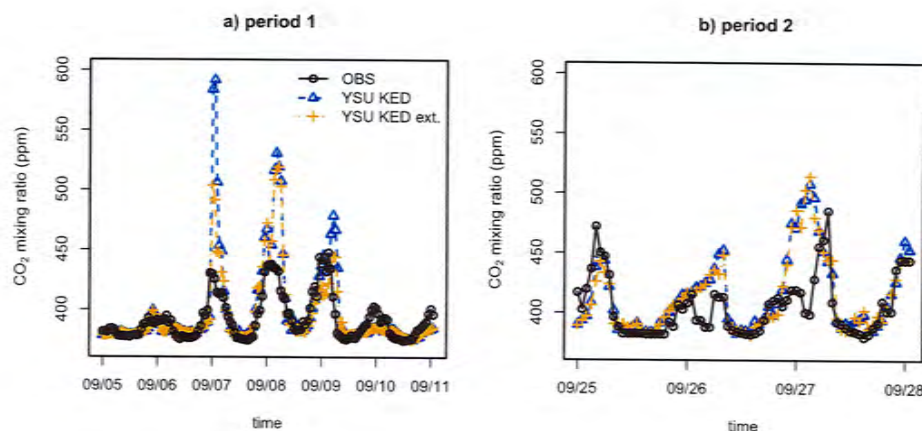 a) period 1
600
550
500
450
400
CO2 mixing ratio (ppm)
OBS
YSU KED
YSU KED ext.
09/05 09/06 09/07 09/08 09/09 09/10 09/11
time
b) period 2
600
550
500
450
400
CO2 mixing ratio (ppm)
09/25 09/26 09/27 09/28
time